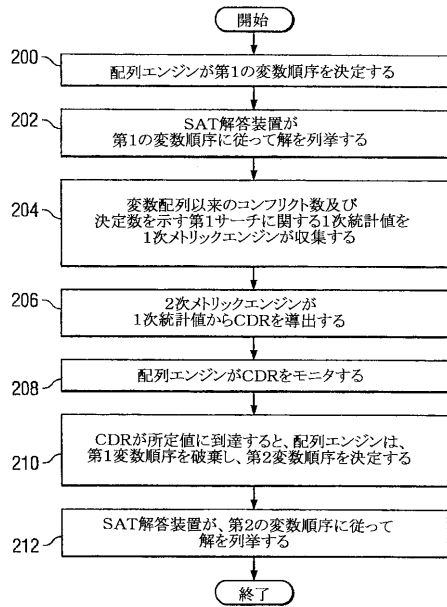 開始
200
配列エンジンが第1の変数順序を決定する
202
SAT解答装置が
第1の変数順序に従って解を列挙する
204
変数配列以来のコンフリクト数及び
決定数を示す第1サーチに関する1次統計値を
1次メトリックエンジンが収集する
206
2次メトリックエンジンが
1次統計値からCDRを導出する
208
配列エンジンがCDRをモニタする
210
CDRが所定値に到達すると、配列エンジンは、
第1変数順序を破棄し、第2変数順序を決定する
212
SAT解答装置が、第2の変数順序に従って
解を列挙する
終了